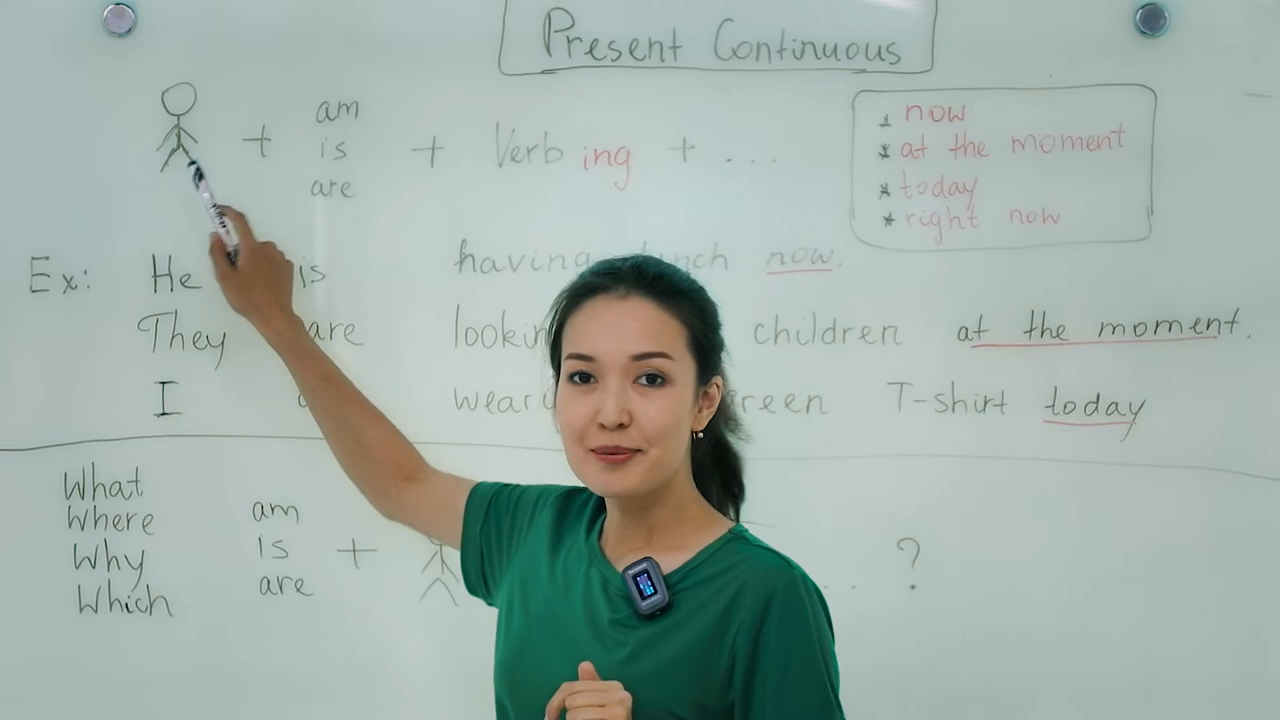 Present Continuous
+ am is are + Verb ing + ...
now
at the moment
today
right now
Ex: He is having lunch now.
They are children at the moment.
I T-shirt today
What
Where
Why
Which
am
is
are
+
?